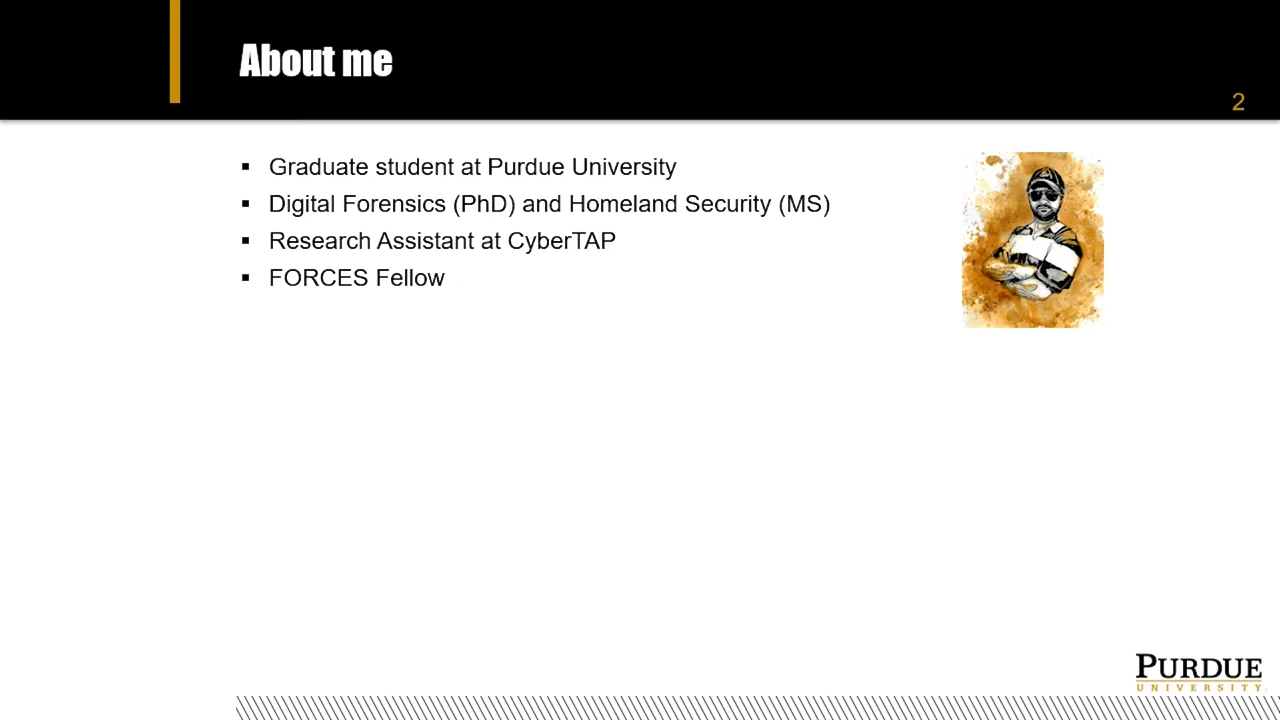 About me
2
▪ Graduate student at Purdue University
▪ Digital Forensics (PhD) and Homeland Security (MS)
▪ Research Assistant at CyberTAP
▪ FORCES Fellow
PURDUE
UNIVERSITY